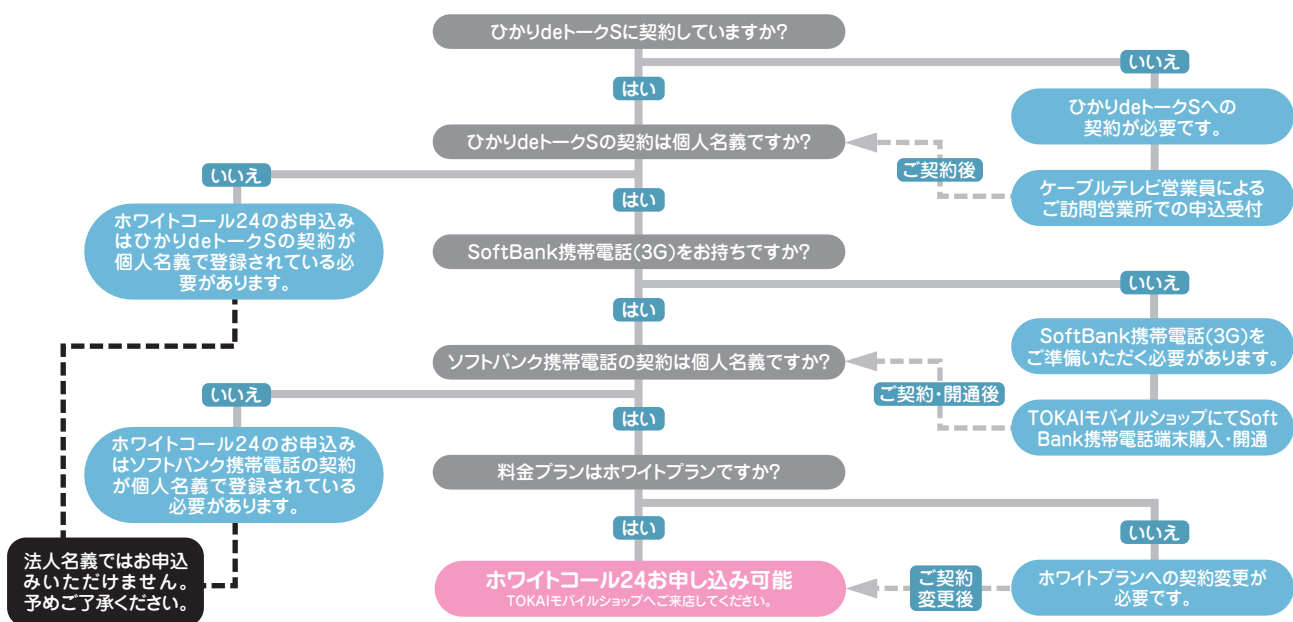 ひかりdeトークSに契約していますか?
いいえ
はい
ひかりdeトークSへの
契約が必要です。
ひかりdeトークSの契約は個人名義ですか?
ご契約後
いいえ
はい
ケーブルテレビ営業員による
ご訪問営業所での申込受付
ホワイトコール24のお申込み
はひかりdeトークSの契約が
個人名義で登録されている必
要があります。
SoftBank携帯電話(3G)をお持ちですか?
いいえ
はい
SoftBank携帯電話(3G)を
ご準備いただく必要があります。
ソフトバンク携帯電話の契約は個人名義ですか?
ご契約・開通後
いいえ
はい
TOKAIモバイルショップにてSoft
Bank携帯電話端末購入・開通
ホワイトコール24のお申込み
はソフトバンク携帯電話の契約
が個人名義で登録されている
必要があります。
料金プランはホワイトプランですか?
はい
いいえ
法人名義ではお申込
みいただけません。
予めご了承ください。
ホワイトコール24お申し込み可能
TOKAIモバイルショップへご来店してください。
ご契約
変更後
ホワイトプランへの契約変更が
必要です。